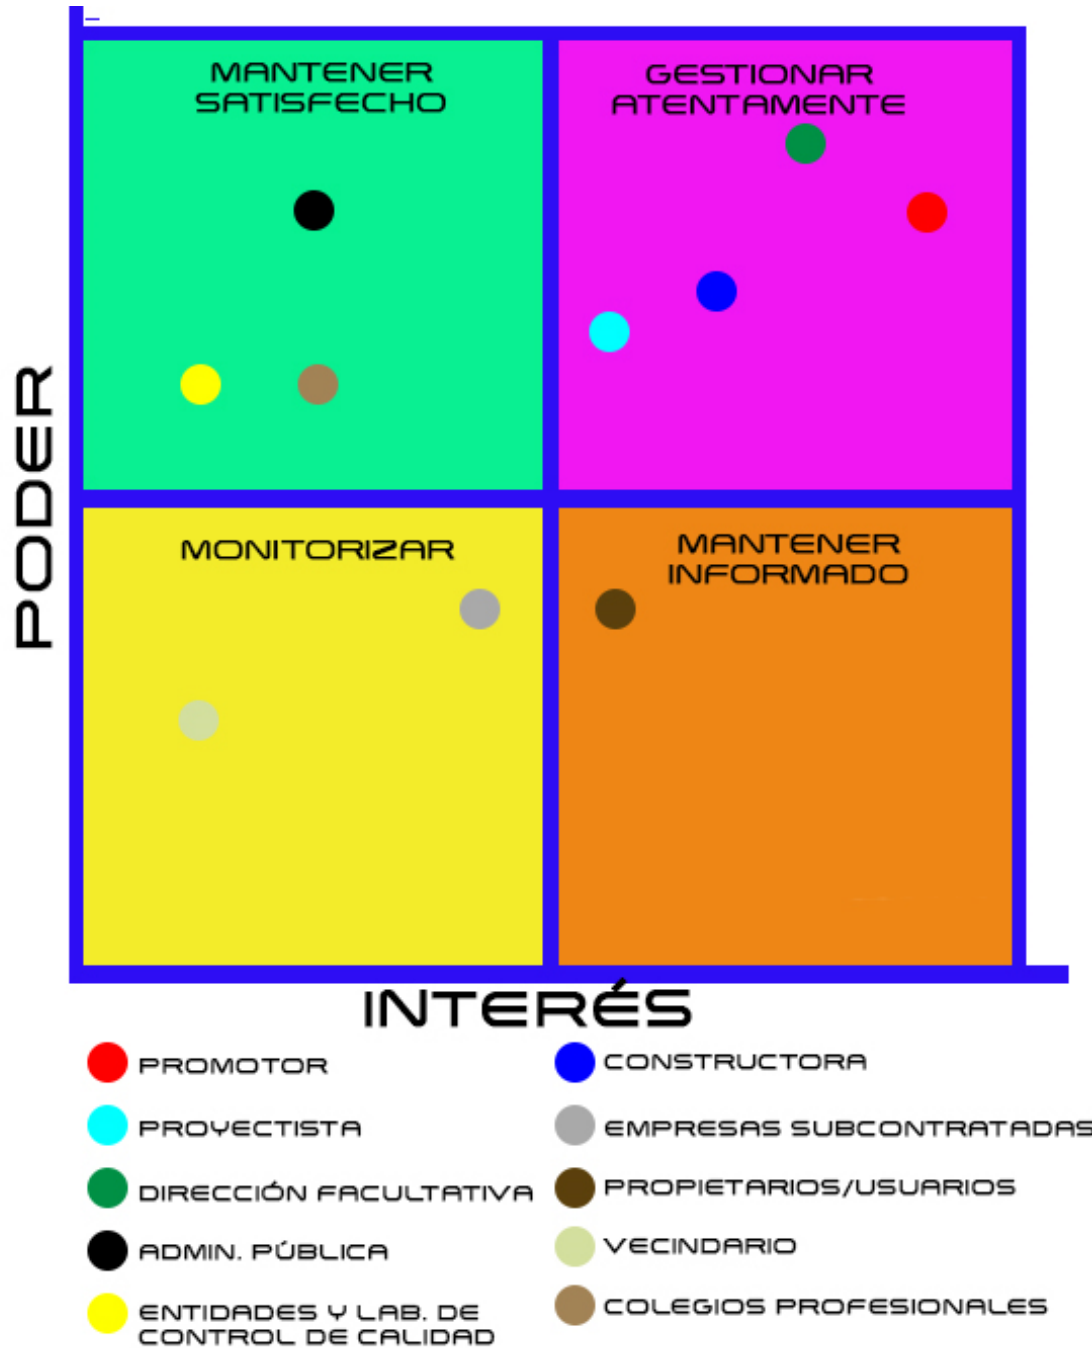 MANTENER
SATISFECHO
GESTIONAR
ATENTAMENTE
PODER
MONITORIZAR
MANTENER
INFORMADO
INTERÉS
PROMOTOR
CONSTRUCTORA
PROYECTISTA
EMPRESAS SUBCONTRATADAS
DIRECCIÓN FACULTATIVA
PROPIETARIOS/USUARIOS
ADMIN. PÚBLICA
VECINDARIO
ENTIDADES Y LAB. DE
CONTROL DE CALIDAD
COLEGIOS PROFESIONALES